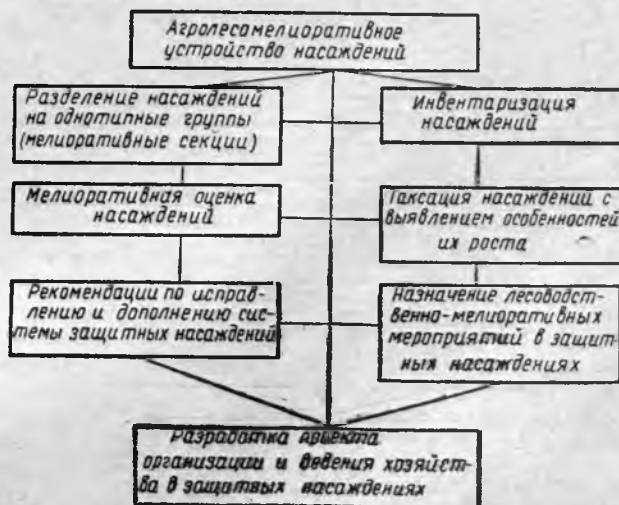 Агролесомелиоративное
устройство насаждений
Разделение насаждений
на однотипные группы
(мелиоративные секции)
Инвентаризация
насаждений
Мелиоративная оценка
насаждений
Таксация насаждений с
выявлением особенностей
их роста
Рекомендации по исправ-
лению и дополнению сис-
темы защитных насаждений
Назначение лесоводст-
венно-мелиоративных
мероприятий в защит-
ных насаждениях
Разработка проекта
организации и ведения хозяйст-
ва в защитных насаждениях